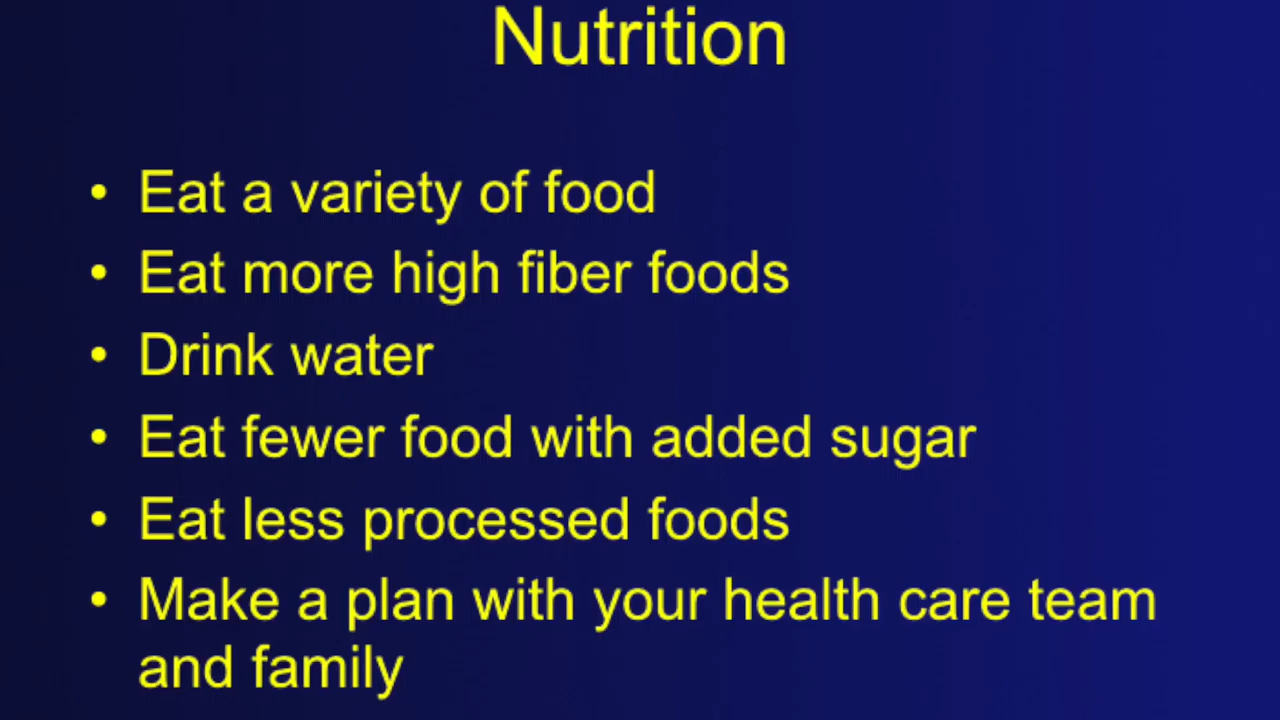 Nutrition
• Eat a variety of food
• Eat more high fiber foods
• Drink water
• Eat fewer food with added sugar
• Eat less processed foods
• Make a plan with your health care team
and family